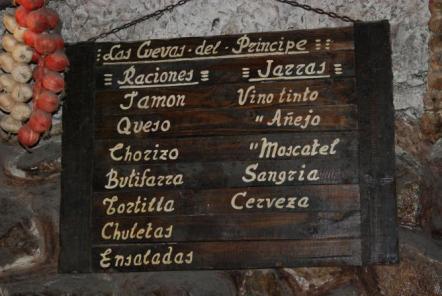 Las Cuevas · del · Principe
Raciones
Jamon
Queso
Chorizo
Butifarra
Tortilla
Chuletas
Ensaladas
Jarras
Vino tinto
" Añejo
" Moscatel
Sangria
Cerveza